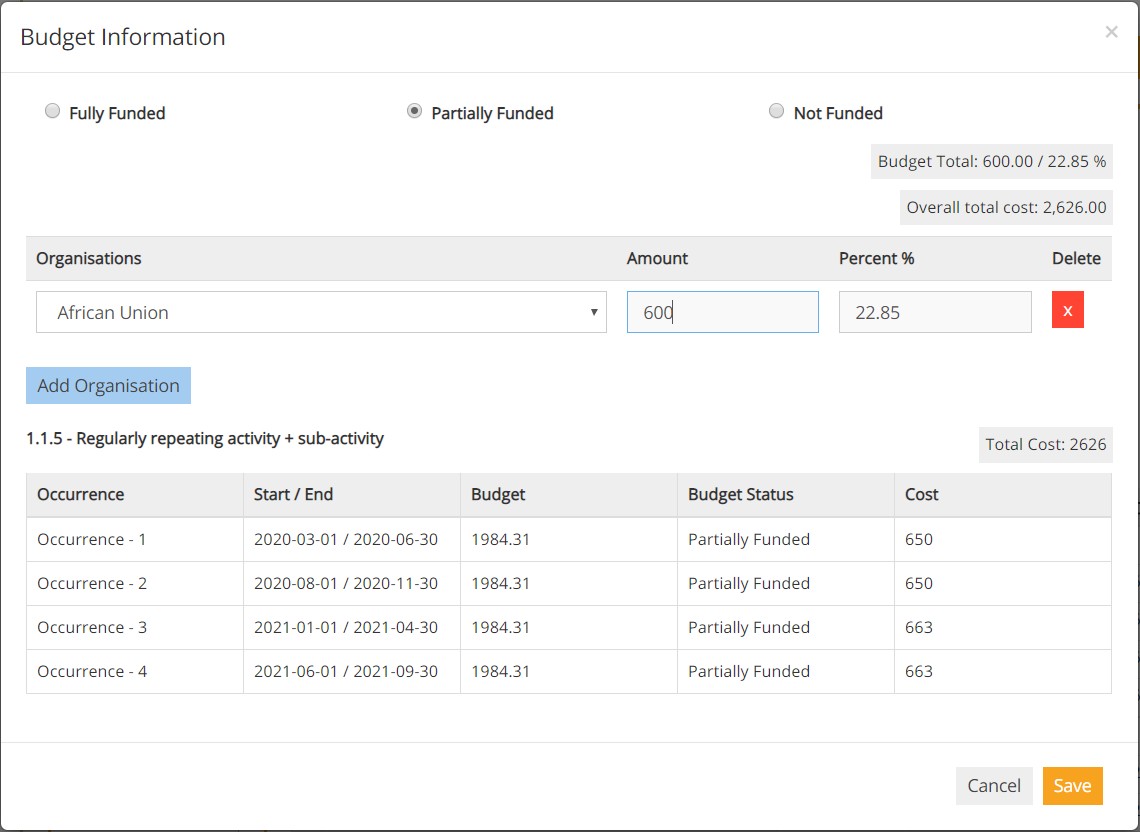 Budget Information ×
Fully Funded Partially Funded Not Funded
Budget Total: 600.00 / 22.85 %
Overall total cost: 2,626.00
Organisations Amount Percent % Delete
African Union 600 22.85 x
Add Organisation
1.1.5 - Regularly repeating activity + sub-activity
Total Cost: 2626
Occurrence Start / End Budget Budget Status Cost
Occurrence - 1 2020-03-01 / 2020-06-30 1984.31 Partially Funded 650
Occurrence - 2 2020-08-01 / 2020-11-30 1984.31 Partially Funded 650
Occurrence - 3 2021-01-01 / 2021-04-30 1984.31 Partially Funded 663
Occurrence - 4 2021-06-01 / 2021-09-30 1984.31 Partially Funded 663
Cancel Save